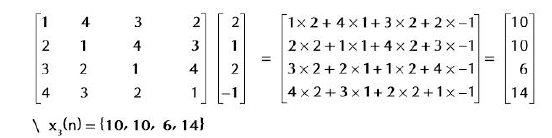 1 4 3 2 2 1×2+4×1+3×2+2×-1 10
2 1 4 3 1 = 2×2+1×1+4×2+3×-1 = 10
3 2 1 4 2 3×2+2×1+1×2+4×-1 6
4 3 2 1 -1 4×2+3×1+2×2+1×-1 14
\ x₃(n)={10, 10, 6, 14}